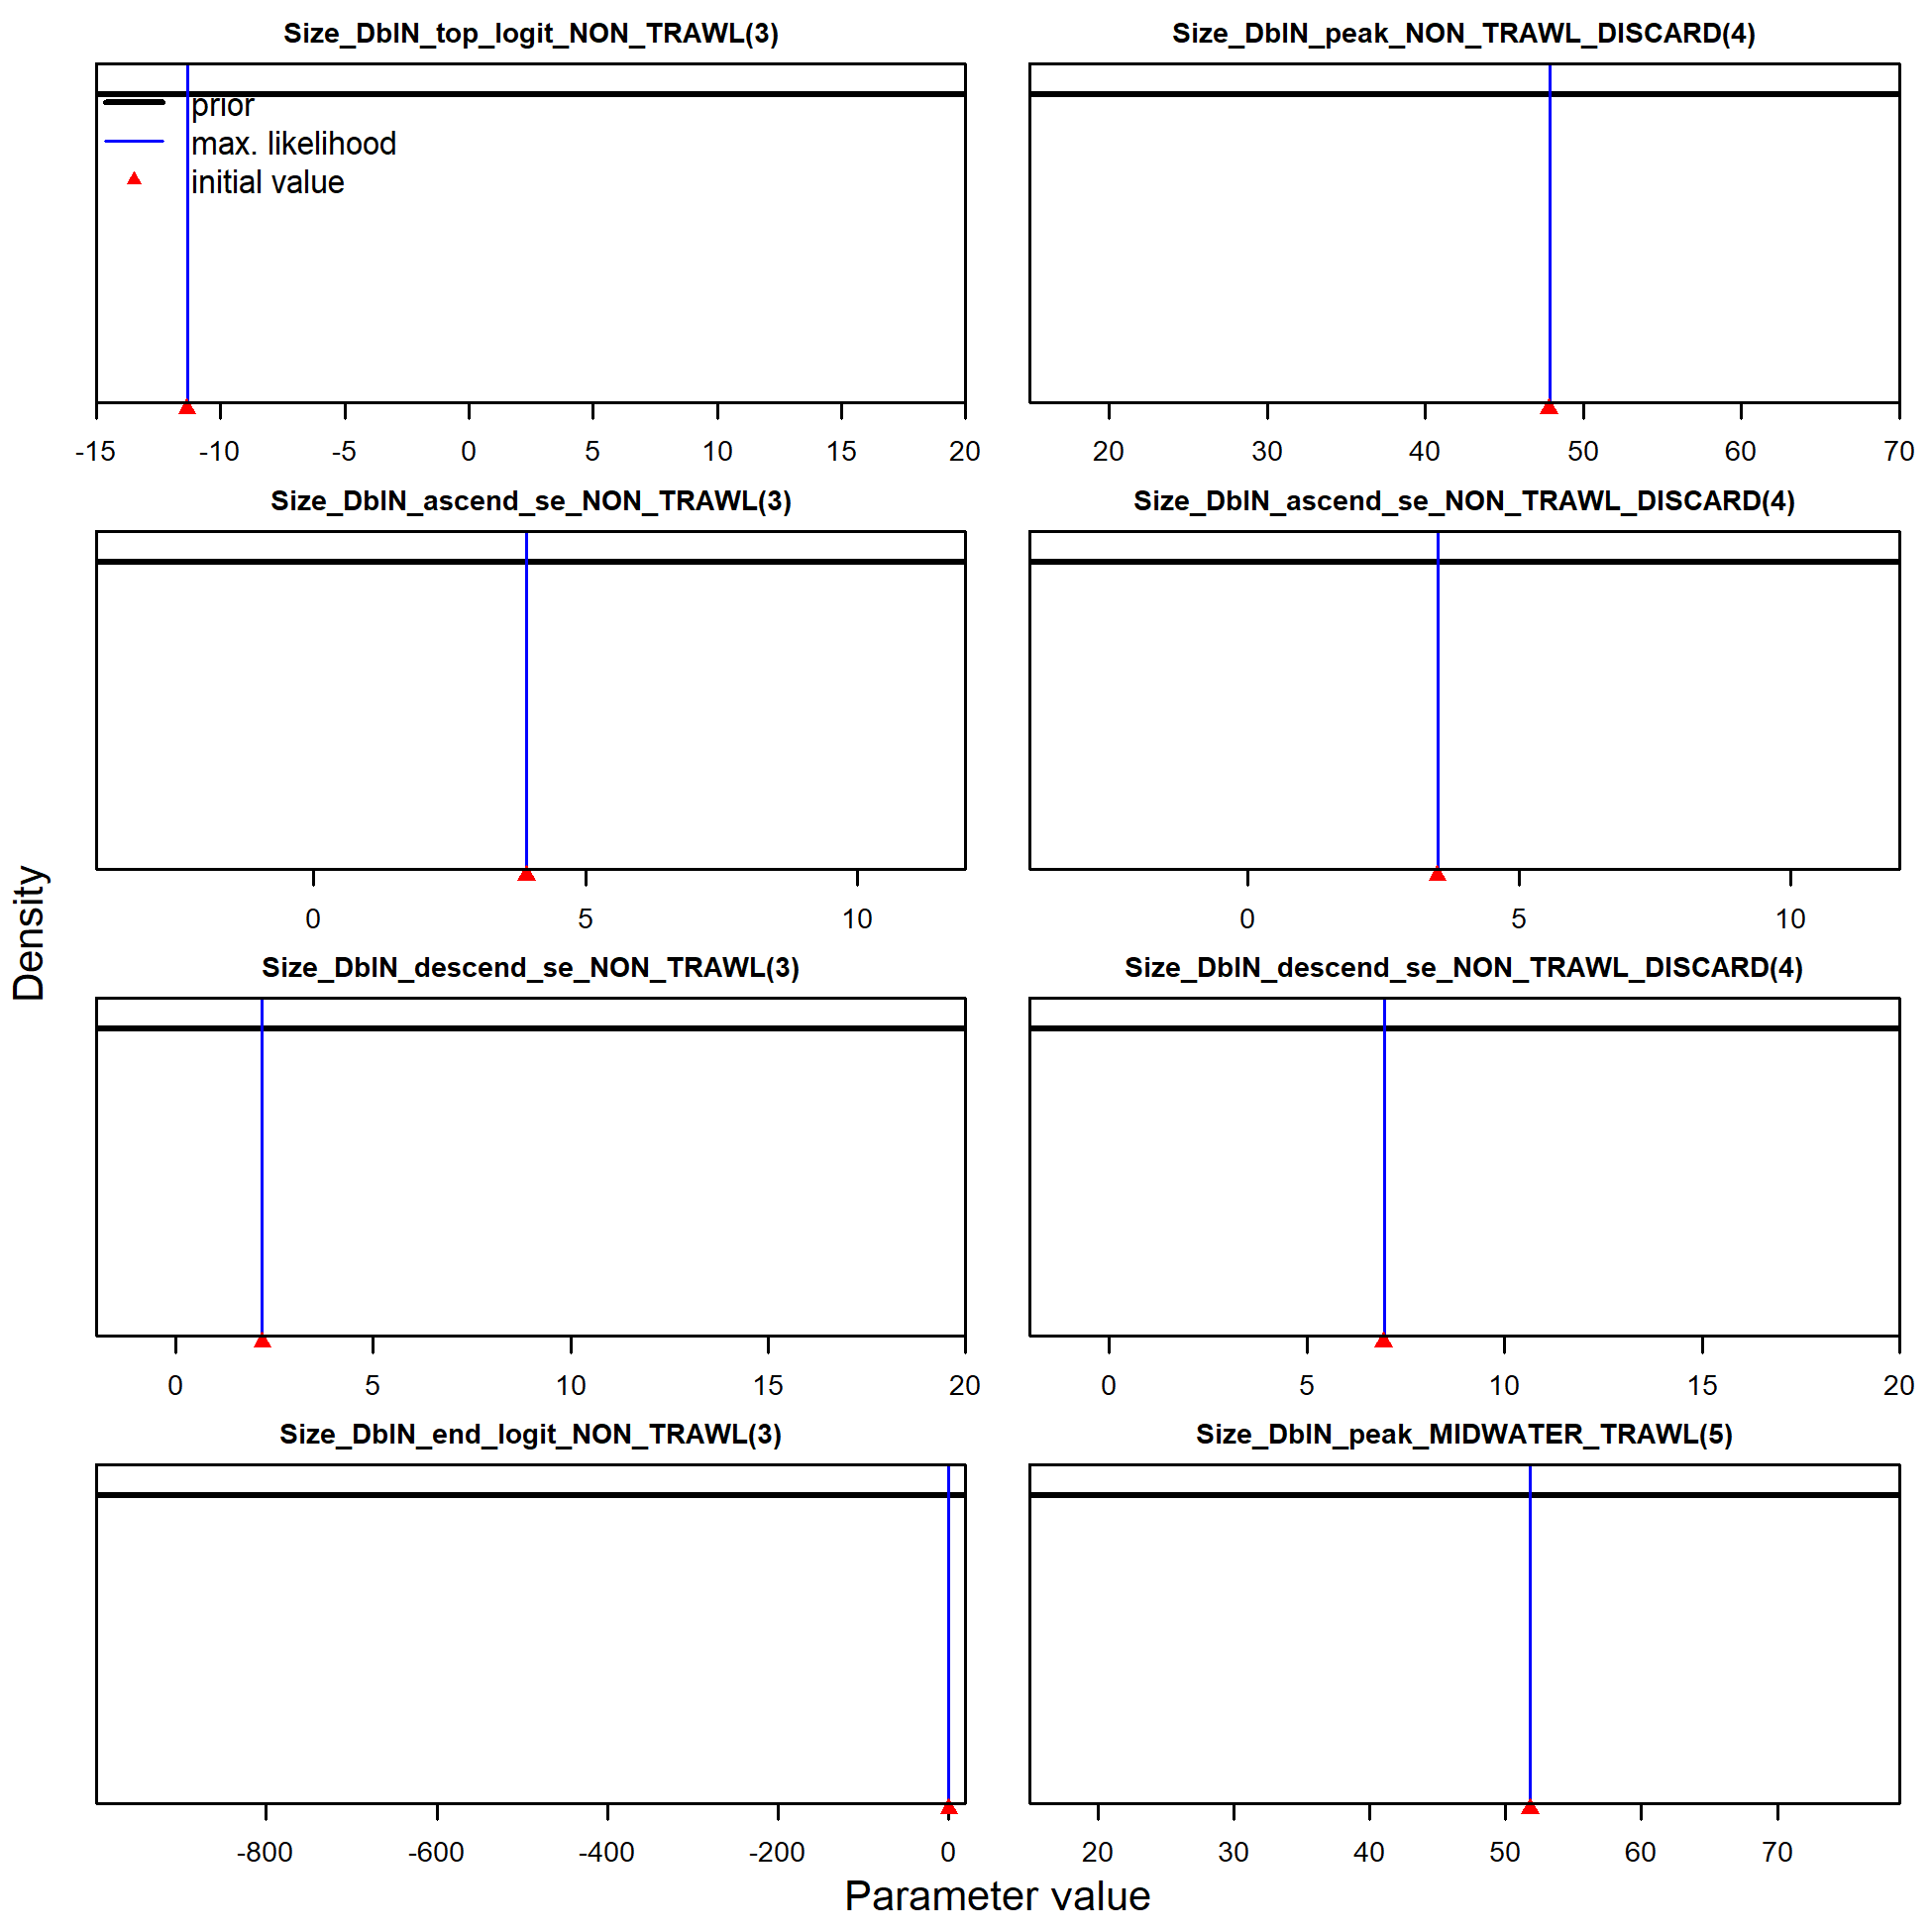 Size_DblN_top_logit_NON_TRAWL(3)
Size_DblN_peak_NON_TRAWL_DISCARD(4)
prior
max. likelihood
initial value
-15 -10 -5 0 5 10 15 20
20 30 40 50 60 70
Size_DblN_ascend_se_NON_TRAWL(3)
Size_DblN_ascend_se_NON_TRAWL_DISCARD(4)
0 5 10
0 5 10
Size_DblN_descend_se_NON_TRAWL(3)
Size_DblN_descend_se_NON_TRAWL_DISCARD(4)
0 5 10 15 20
0 5 10 15 20
Size_DblN_end_logit_NON_TRAWL(3)
Size_DblN_peak_MIDWATER_TRAWL(5)
-800 -600 -400 -200 0
20 30 40 50 60 70
Density
Parameter value